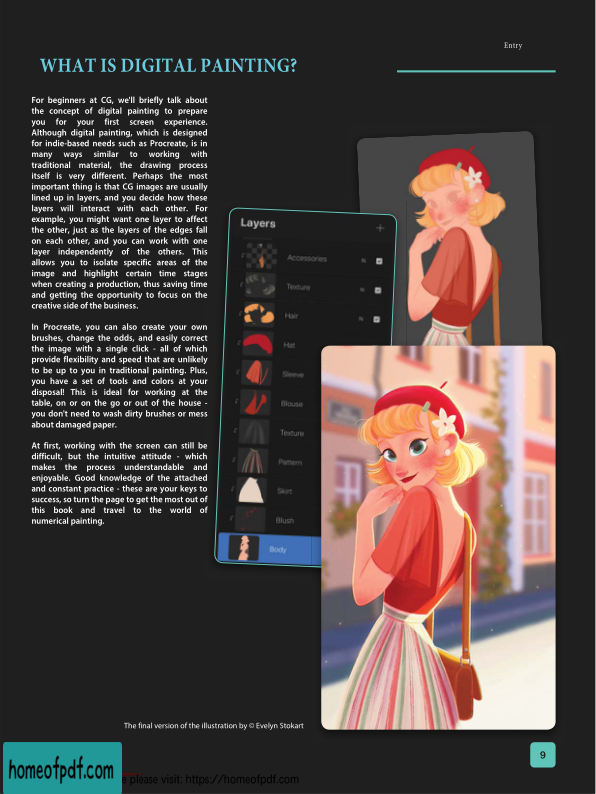 Entry
WHAT IS DIGITAL PAINTING?
For beginners at CG, we'll briefly talk about
the concept of digital painting to prepare
you for your first screen experience.
Although digital painting, which is designed
for indie-based needs such as Procreate, is in
many ways similar to working with
traditional material, the drawing process
itself is very different. Perhaps the most
important thing is that CG images are usually
lined up in layers, and you decide how these
layers will interact with each other. For
example, you might want one layer to affect
the other, just as the layers of the edges fall
on each other, and you can work with one
layer independently of the others. This
allows you to isolate specific areas of the
image and highlight certain time stages
when creating a production, thus saving time
and getting the opportunity to focus on the
creative side of the business.
In Procreate, you can also create your own
brushes, change the odds, and easily correct
the image with a single click - all of which
provide flexibility and speed that are unlikely
to be up to you in traditional painting. Plus,
you have a set of tools and colors at your
disposal! This is ideal for working at the
table, on or on the go or out of the house -
you don't need to wash dirty brushes or mess
about damaged paper.
At first, working with the screen can still be
difficult, but the intuitive attitude - which
makes the process understandable and
enjoyable. Good knowledge of the attached
and constant practice - these are your keys to
success, so turn the page to get the most out of
this book and travel to the world of
numerical painting.
Layers
Accessories
N
Texture
N
Hair
N
Hat
Sleeve
Blouse
Texture
Pattern
Skirt
Blush
Body
The final version of the illustration by © Evelyn Stokart
9
homeofpdf.com
please visit: https://homeofpdf.com